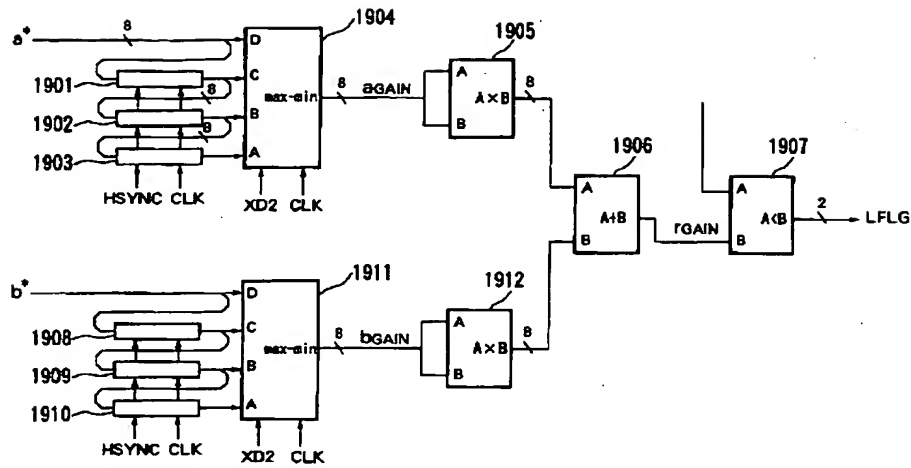 a*
8
1901
1902
1903
8
8
HSYNC CLK
D
C
B
A
max-min
1904
XD2 CLK
8
aGAIN
1905
A
B
A×B
8
1906
A
B
A+B
rGAIN
1907
A
B
A<B
2
LFLG
b*
1908
1909
1910
HSYNC CLK
D
C
B
A
max-min
1911
XD2 CLK
8
bGAIN
1912
A
B
A×B
8